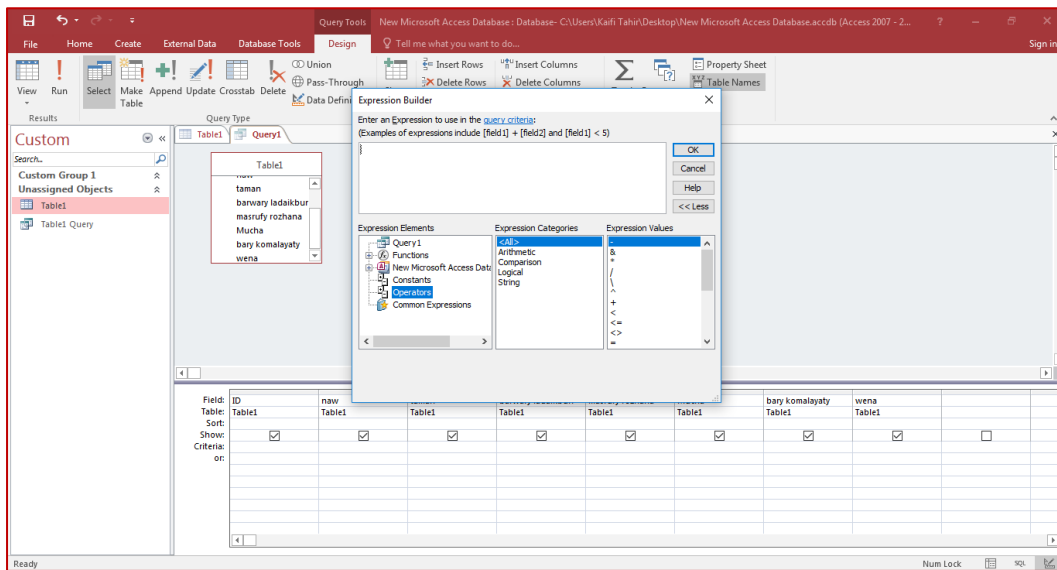 Query Tools New Microsoft Access Database : Database- C:\Users\Kaifi Tahir\Desktop\New Microsoft Access Database.accdb (Access 2007 - 2... ?
File Home Create External Data Database Tools Design Tell me what you want to do... Sign in
View Run Select Make Table Append Update Crosstab Delete
Union
Pass-Through
Data Defini
Insert Rows Insert Columns
Delete Rows Delete Columns
Property Sheet
Table Names
Results Query Type
Custom
Search...
Custom Group 1
Unassigned Objects
Table1
Table1 Query
Table1 Query1
Table1
naw
taman
barwary ladaikbur
masrufy rozhana
Mucha
bary komalayaty
wena
Expression Builder
Enter an Expression to use in the query criteria:
(Examples of expressions include [field1] + [field2] and [field1] < 5)
OK
Cancel
Help
<< Less
Expression Elements
Query1
Functions
New Microsoft Access Data
Constants
Operators
Common Expressions
Expression Categories
<All>
Arithmetic
Comparison
Logical
String
Expression Values
-
&
*
/
\
^
+
<
<=
<>
=
Field: ID naw bary komalayaty wena
Table: Table1 Table1 Table1 Table1 Table1 Table1 Table1 Table1
Sort:
Show:
Criteria:
or:
Ready Num Lock SQL